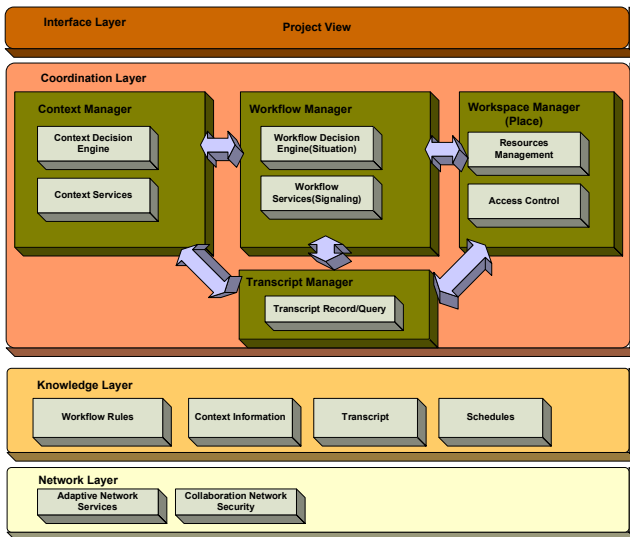 Interface Layer
Project View
Coordination Layer
Context Manager
Context Decision
Engine
Context Services
Workflow Manager
Workflow Decision
Engine(Situation)
Workflow
Services(Signaling)
Workspace Manager
(Place)
Resources
Management
Access Control
Transcript Manager
Transcript Record/Query
Knowledge Layer
Workflow Rules
Context Information
Transcript
Schedules
Network Layer
Adaptive Network
Services
Collaboration Network
Security